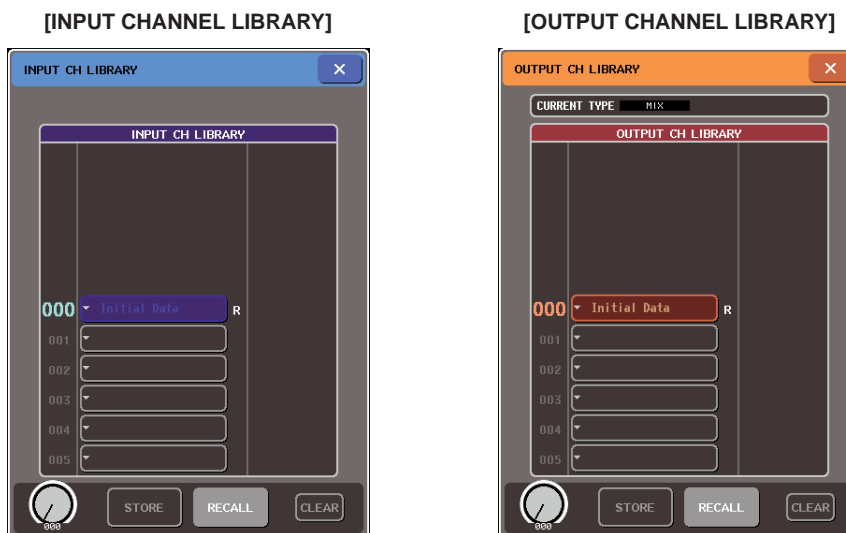 [INPUT CHANNEL LIBRARY]
INPUT CH LIBRARY
×
INPUT CH LIBRARY
000 Initial Data R
001
002
003
004
005
000
STORE
RECALL
CLEAR
[OUTPUT CHANNEL LIBRARY]
OUTPUT CH LIBRARY
×
CURRENT TYPE MIX
OUTPUT CH LIBRARY
000 Initial Data R
001
002
003
004
005
000
STORE
RECALL
CLEAR